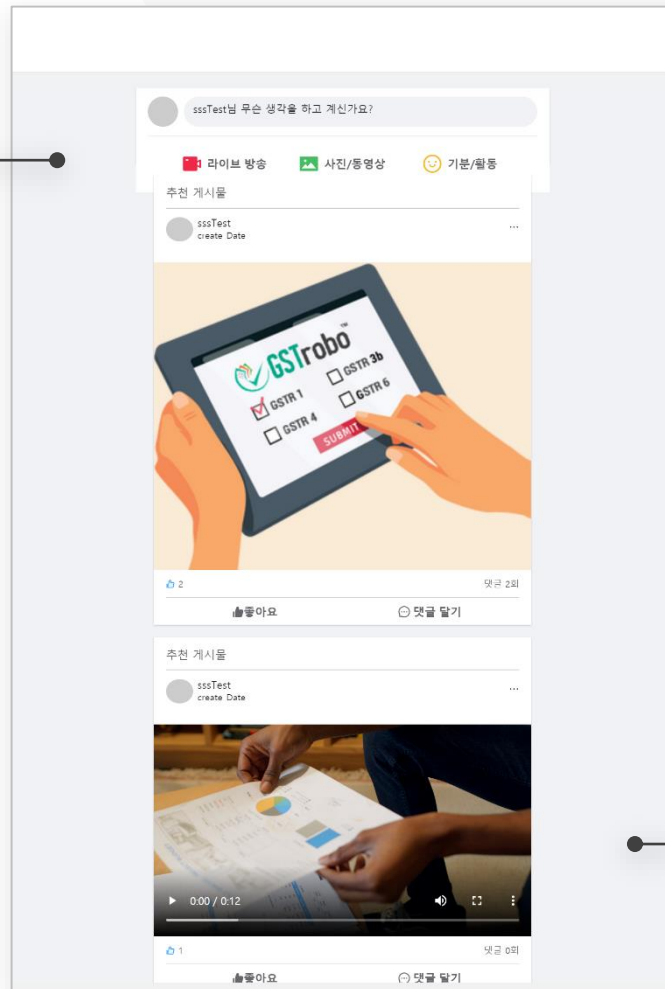 sssTest님 무슨 생각을 하고 계신가요?
라이브 방송 사진/동영상 기분/활동
추천 게시물
sssTest
create Date
...
GSTrobo™
GSTR 1 GSTR 3b
GSTR 4 GSTR 6
SUBMIT
2 댓글 2회
좋아요 댓글 달기
추천 게시물
sssTest
create Date
...
0:00 / 0:12
1 댓글 0회
좋아요 댓글 달기